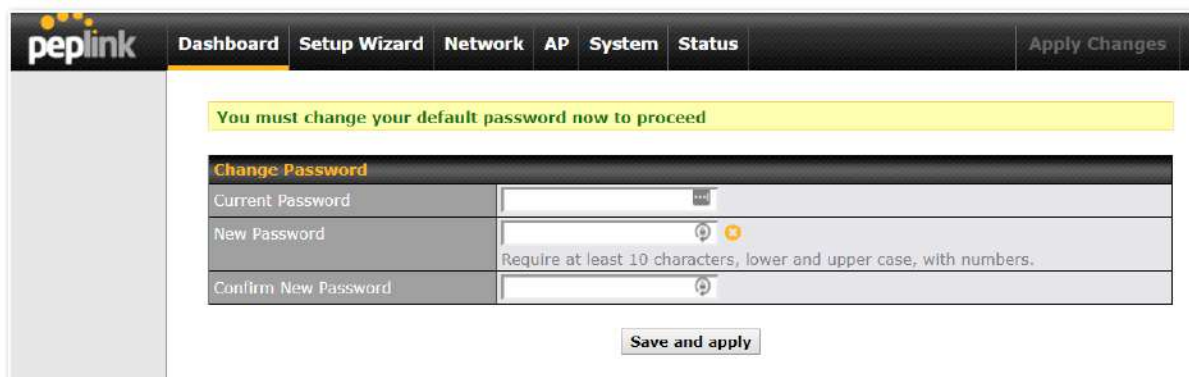 peplink Dashboard Setup Wizard Network AP System Status Apply Changes
You must change your default password now to proceed
Change Password
Current Password
New Password
Require at least 10 characters, lower and upper case, with numbers.
Confirm New Password
Save and apply